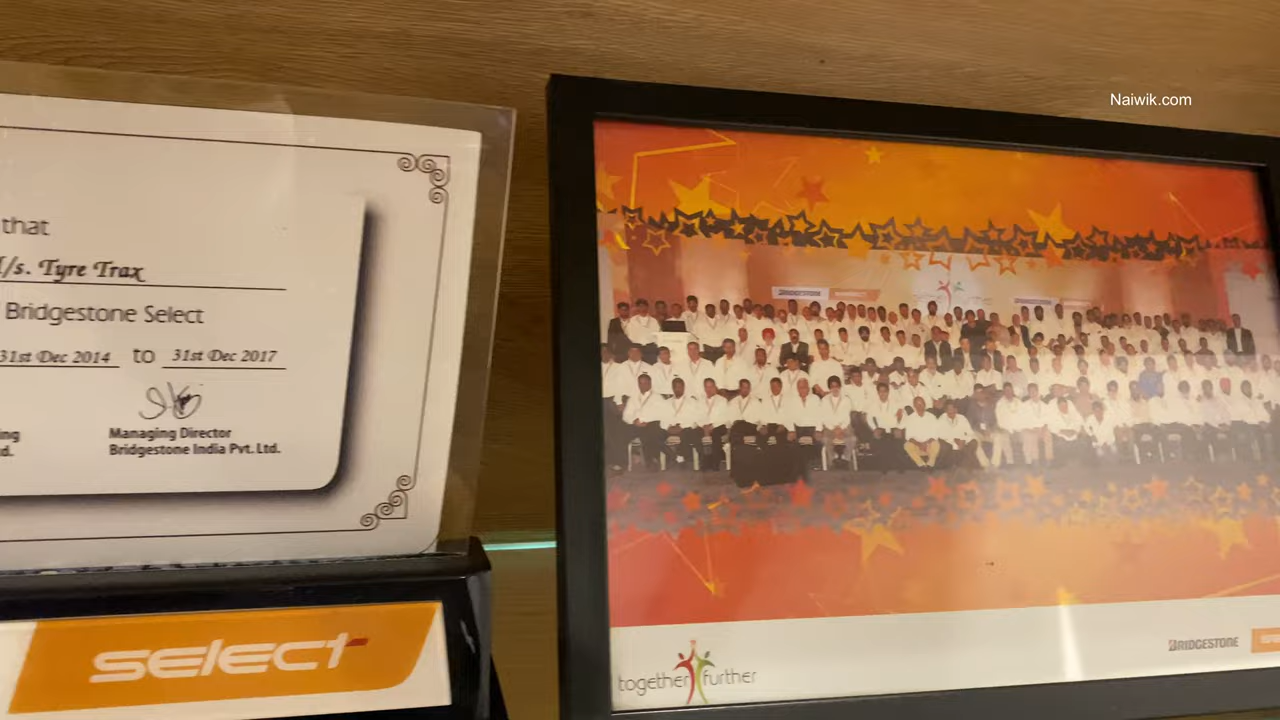 Naiwik.com
that
/s. Tyre Trax
Bridgestone Select
31st Dec 2014 to 31st Dec 2017
Managing Director
Bridgestone India Pvt. Ltd.
select
BRIDGESTONE
together further
BRIDGESTONE